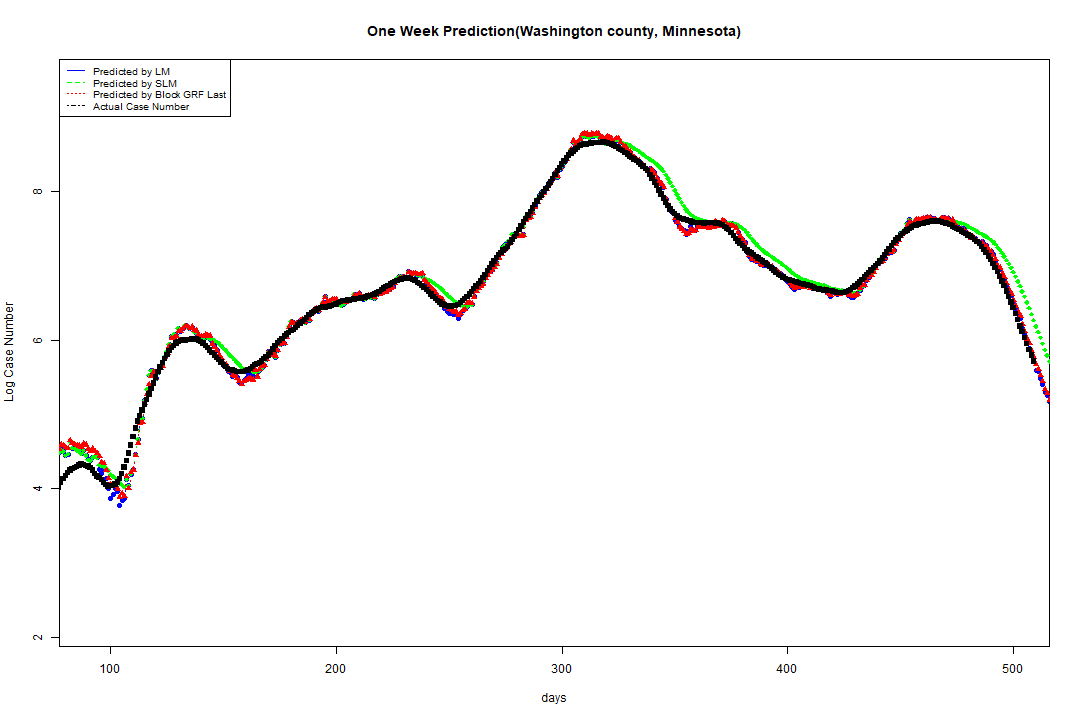 One Week Prediction(Washington county, Minnesota)
Predicted by LM
Predicted by SLM
Predicted by Block GRF Last
Actual Case Number
Log Case Number
8
6
4
2
100 200 300 400 500
days